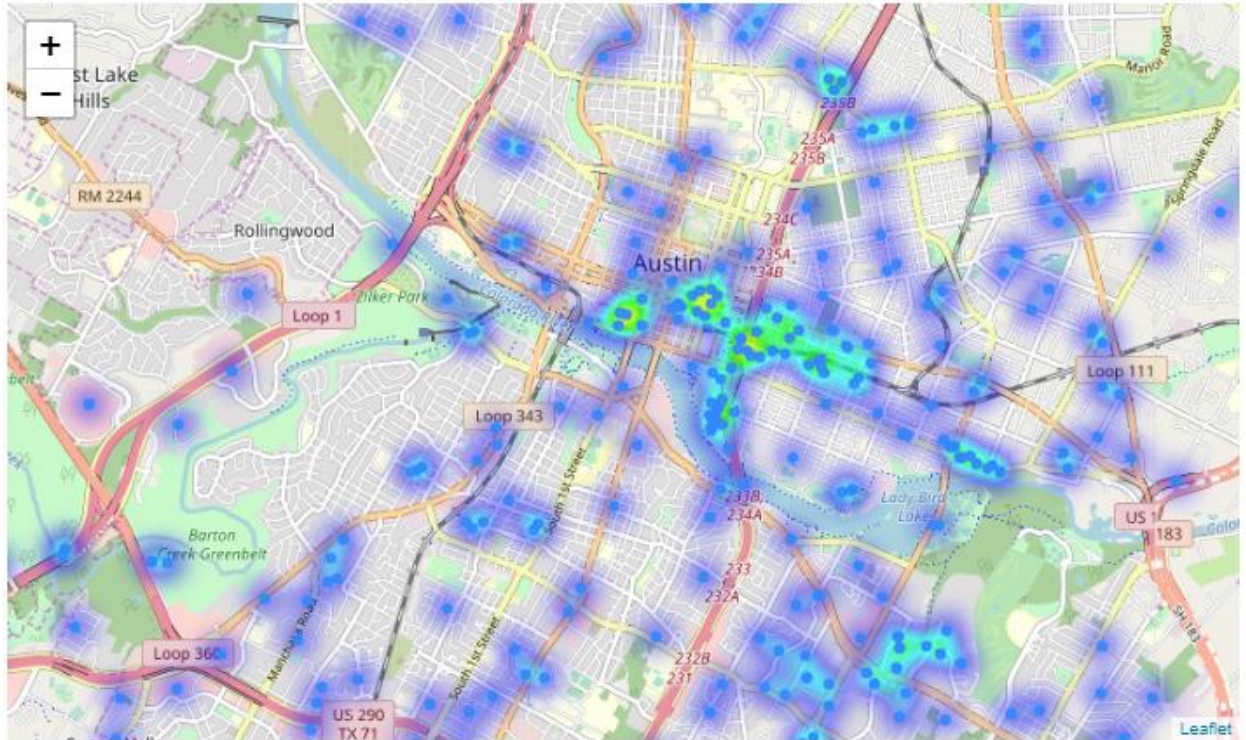 +
−
st Lake
Hills
RM 2244
Rollingwood
Loop 1
Zilker Park
Austin
Manor Road
Springdale Road
235B
235A
235B
234C
235A
234B
Loop 111
Loop 343
South 1st Street
233B,
234A
Lady Bird
Lake
US 1
183
SH 183
Barton
Creek Greenbelt
233
232A
232B
231
Loop 360
Manchaca Road
South 1st Street
US 290
TX 71
Leaflet